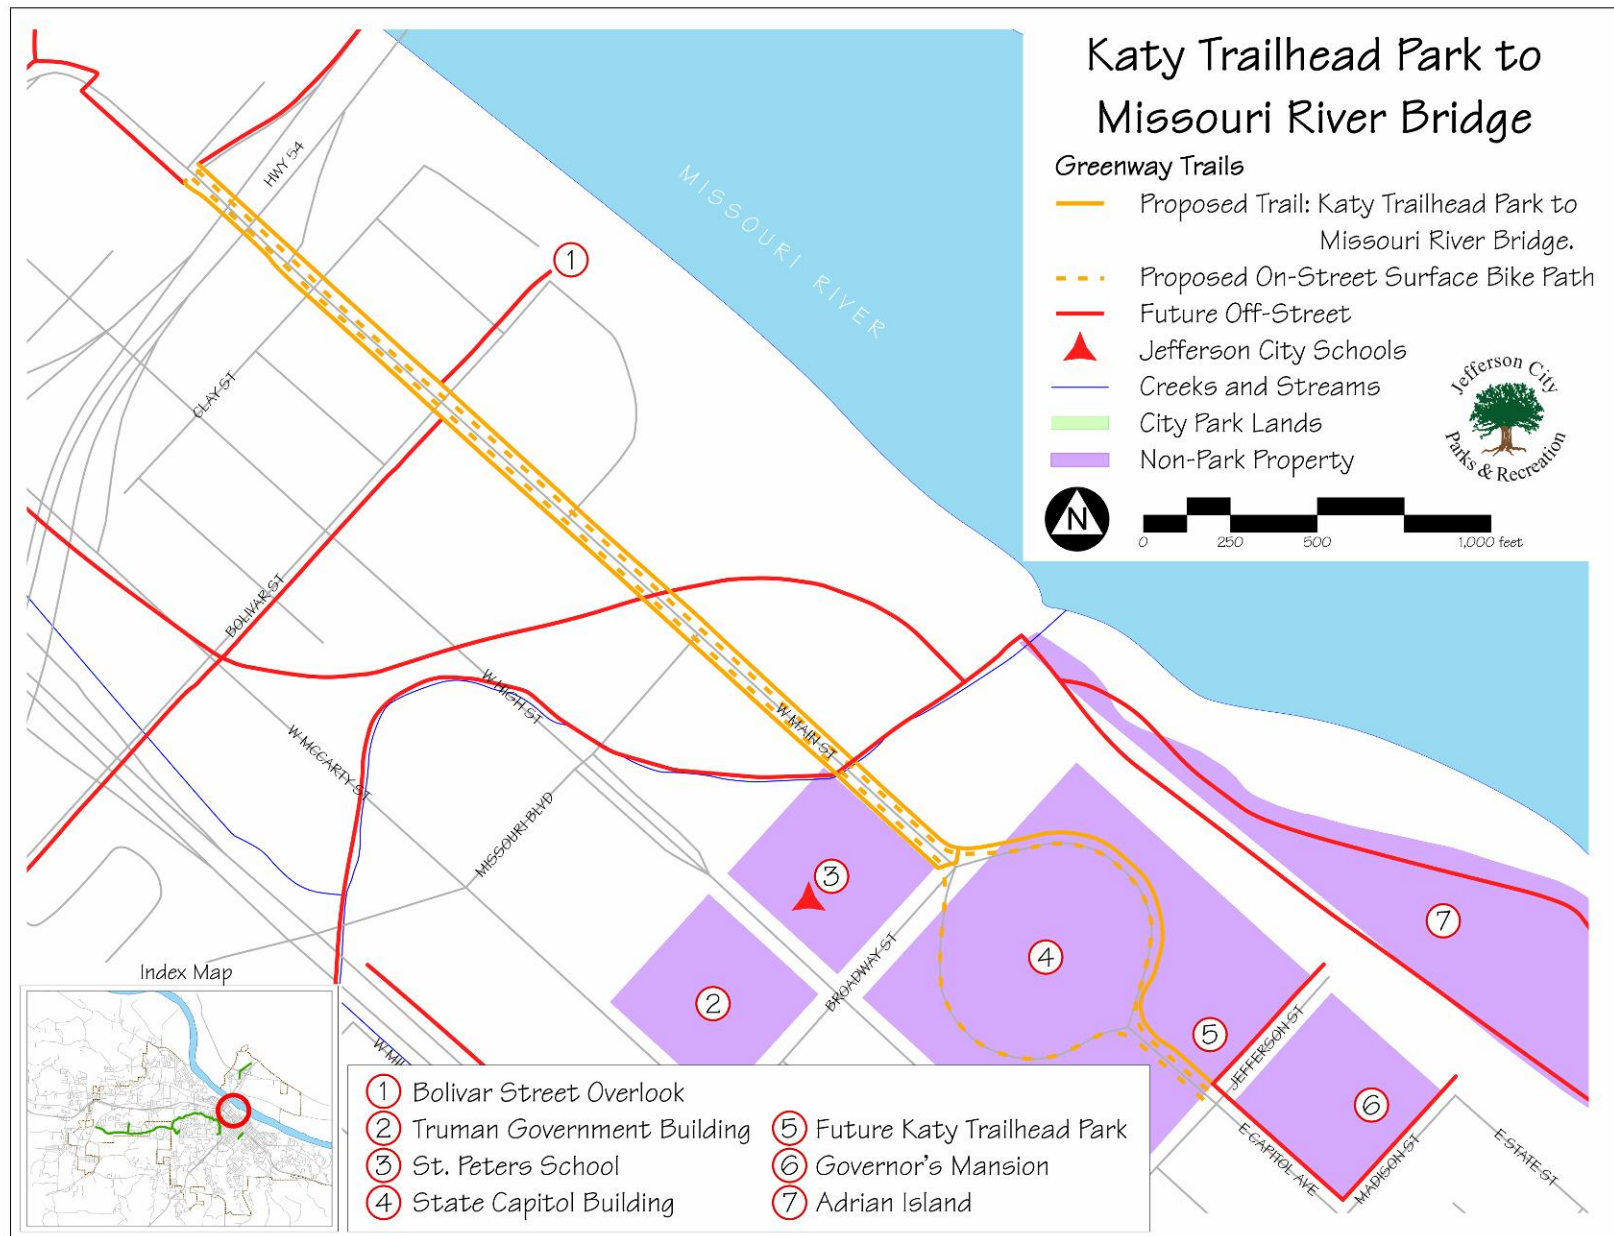 Katy Trailhead Park to
Missouri River Bridge
Greenway Trails
Proposed Trail: Katy Trailhead Park to
Missouri River Bridge.
Proposed On-Street Surface Bike Path
Future Off-Street
Jefferson City Schools
Creeks and Streams
City Park Lands
Non-Park Property
Jefferson City
Parks & Recreation
N
0 250 500 1,000 feet
MISSOURI RIVER
HWY 54
1
CLAY ST
BOLIVAR ST
W HIGH ST
W MCCARTY ST
MISSOURI BLVD
W MAIN ST
3
BROADWAY ST
2
4
7
5
JEFFERSON ST
6
E CAPITOL AVE
MADISON ST
E STATE ST
Index Map
1 Bolivar Street Overlook
2 Truman Government Building
3 St. Peters School
4 State Capitol Building
5 Future Katy Trailhead Park
6 Governor's Mansion
7 Adrian Island